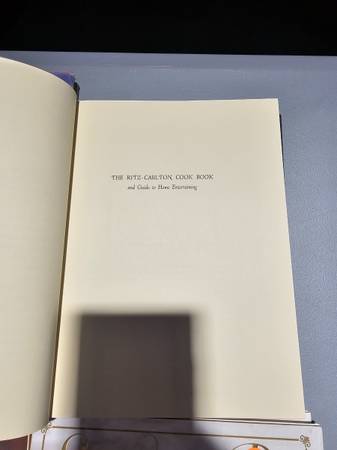 THE RITZ-CARLTON COOK BOOK
and Guide to Home Entertaining